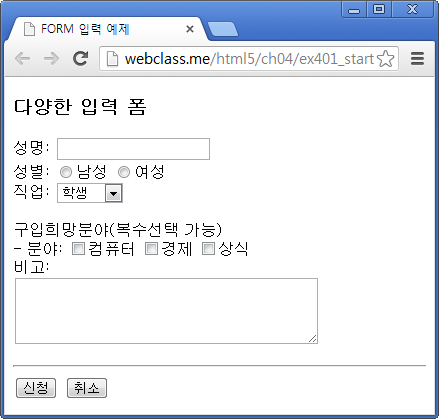 FORM 입력 예제
webclass.me/html5/ch04/ex401_start
다양한 입력 폼
성명:
성별: 남성 여성
직업: 학생
구입희망분야(복수선택 가능)
- 분야: 컴퓨터 경제 상식
비고:
신청 취소